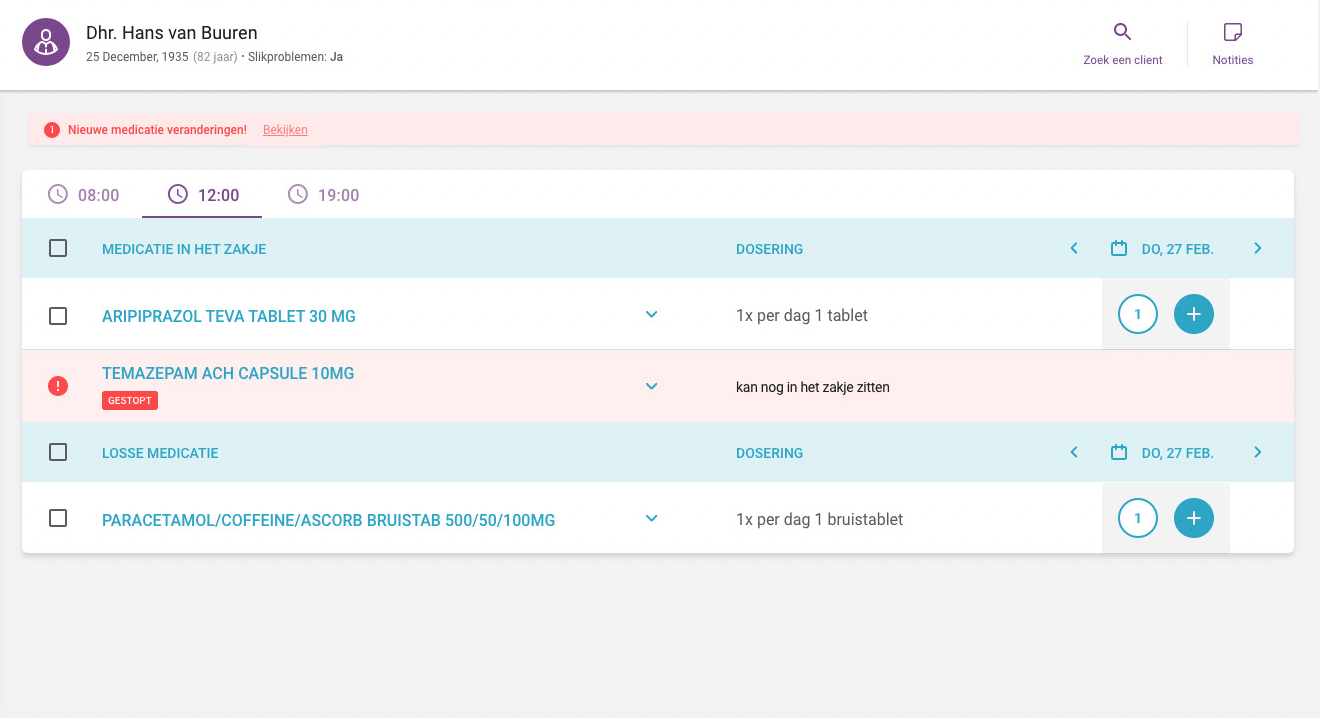 Dhr. Hans van Buuren
25 December, 1935 (82 jaar) • Slikproblemen: Ja
Zoek een client
Notities
! Nieuwe medicatie veranderingen! Bekijken
08:00 12:00 19:00
MEDICATIE IN HET ZAKJE DOSERING DO, 27 FEB.
ARIPIPRAZOL TEVA TABLET 30 MG 1x per dag 1 tablet 1 +
TEMAZEPAM ACH CAPSULE 10MG
! kan nog in het zakje zitten
GESTOPT
LOSSE MEDICATIE DOSERING DO, 27 FEB.
PARACETAMOL/COFFEINE/ASCORB BRUISTAB 500/50/100MG 1x per dag 1 bruistablet 1 +